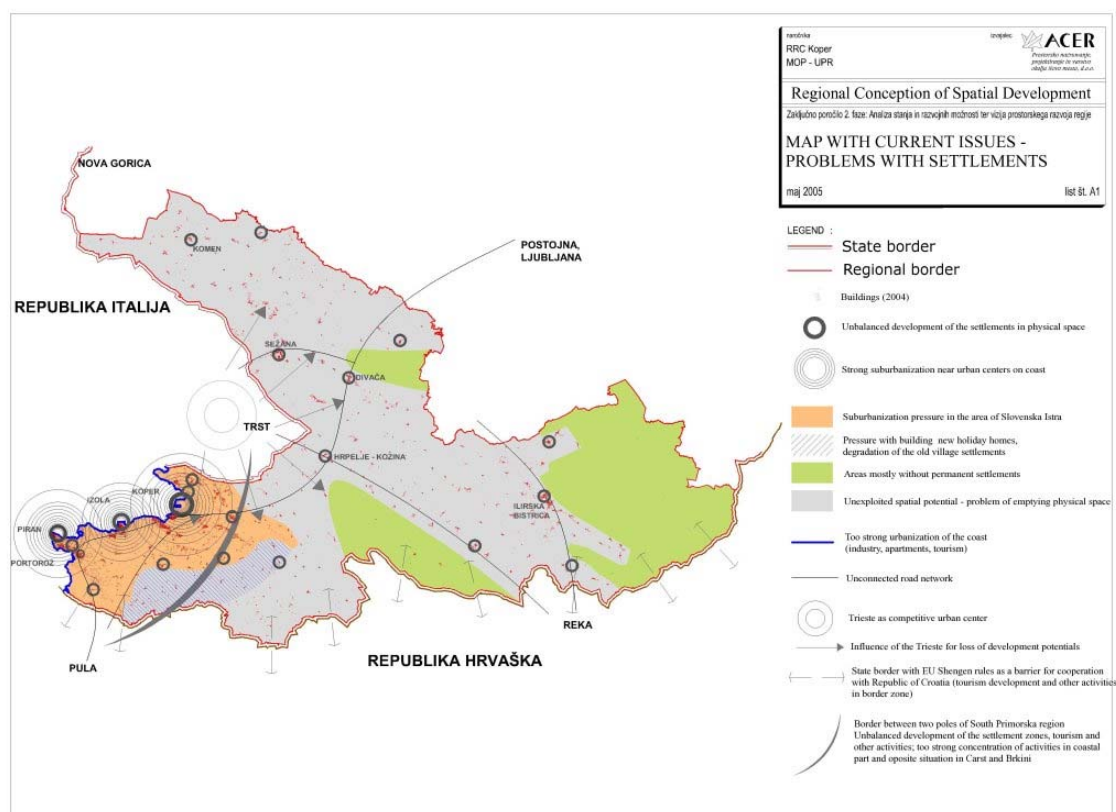 naročnik
RRC Koper
MOP - UPR
izvajalec
ACER
Prostorsko načrtovanje,
projektiranje in varstvo
okolja Novo mesto, d.o.o.
Regional Conception of Spatial Development
Zaključno poročilo 2. faze: Analiza stanja in razvojnih možnosti ter vizija prostorskega razvoja regije
MAP WITH CURRENT ISSUES -
PROBLEMS WITH SETTLEMENTS
maj 2005
list št. A1
LEGEND :
State border
Regional border
Buildings (2004)
Unbalanced development of the settlements in physical space
Strong suburbanization near urban centers on coast
Suburbanization pressure in the area of Slovenska Istra
Pressure with building new holiday homes,
degradation of the old village settlements
Areas mostly without permanent settlements
Unexploited spatial potential - problem of emptying physical space
Too strong urbanization of the coast
(industry, apartments, tourism)
Unconnected road network
Trieste as competitive urban center
Influence of the Trieste for loss of development potentials
State border with EU Shengen rules as a barrier for cooperation
with Republic of Croatia (tourism development and other activities
in border zone)
Border between two poles of South Primorska region
Unbalanced development of the settlement zones, tourism and
other activities; too strong concentration of activities in coastal
part and oposite situation in Carst and Brkini
NOVA GORICA
KOMEN
POSTOJNA,
LJUBLJANA
REPUBLIKA ITALIJA
SEŽANA
DIVAČA
TRST
HRPELJE - KOZINA
KOPER
IZOLA
PIRAN
PORTOROŽ
ILIRSKA
BISTRICA
REKA
PULA
REPUBLIKA HRVAŠKA